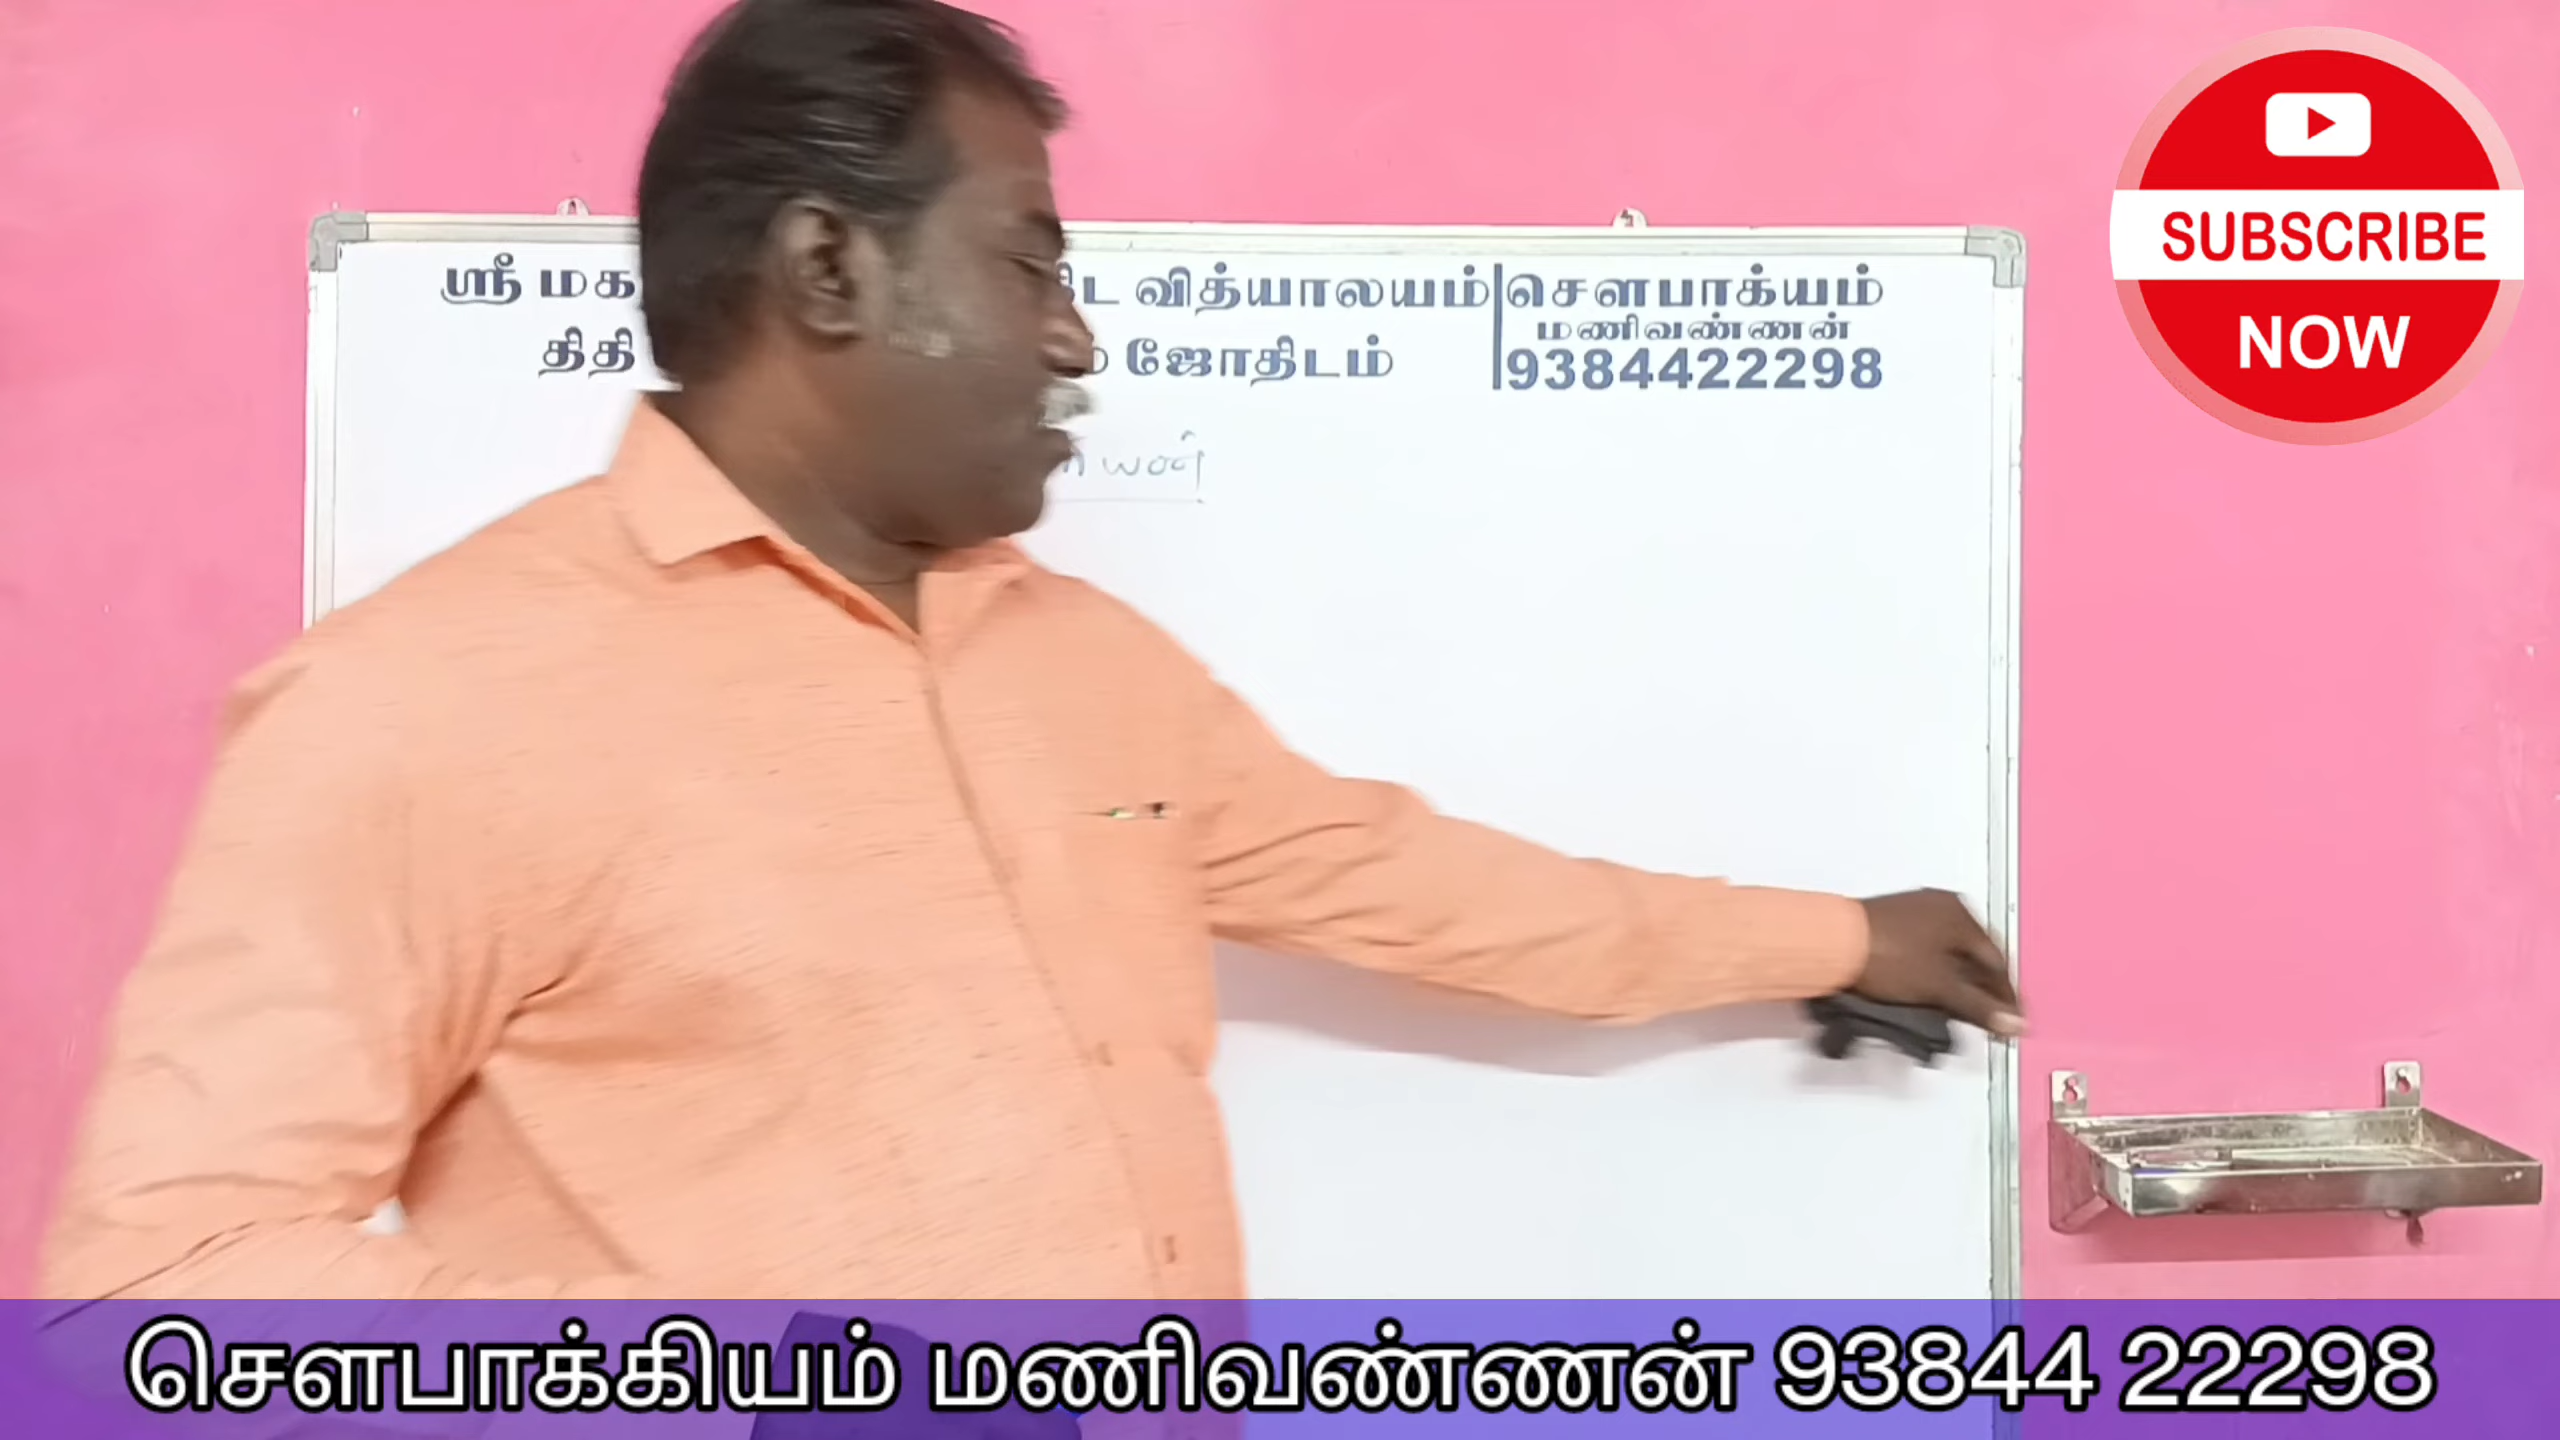 ஸ்ரீ மக
ிட வித்யாலயம்
திதி
ஜோதிடம்
சௌபாக்யம்
மணிவண்ணன்
9384422298
SUBSCRIBE
NOW
சௌபாக்கியம் மணிவண்ணன் 93844 22298